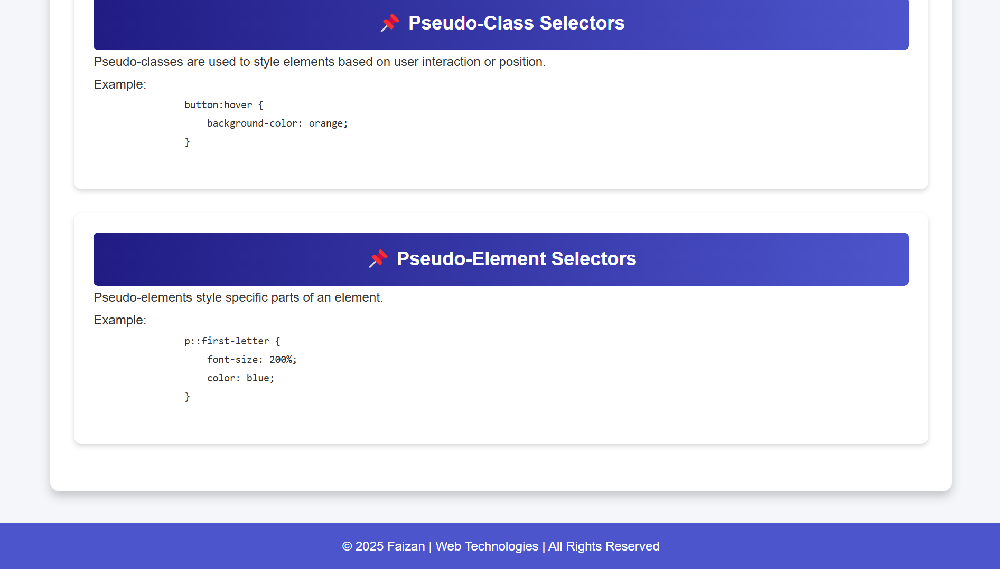 📌 Pseudo-Class Selectors
Pseudo-classes are used to style elements based on user interaction or position.
Example:
button:hover {
    background-color: orange;
}
📌 Pseudo-Element Selectors
Pseudo-elements style specific parts of an element.
Example:
p::first-letter {
    font-size: 200%;
    color: blue;
}
© 2025 Faizan | Web Technologies | All Rights Reserved